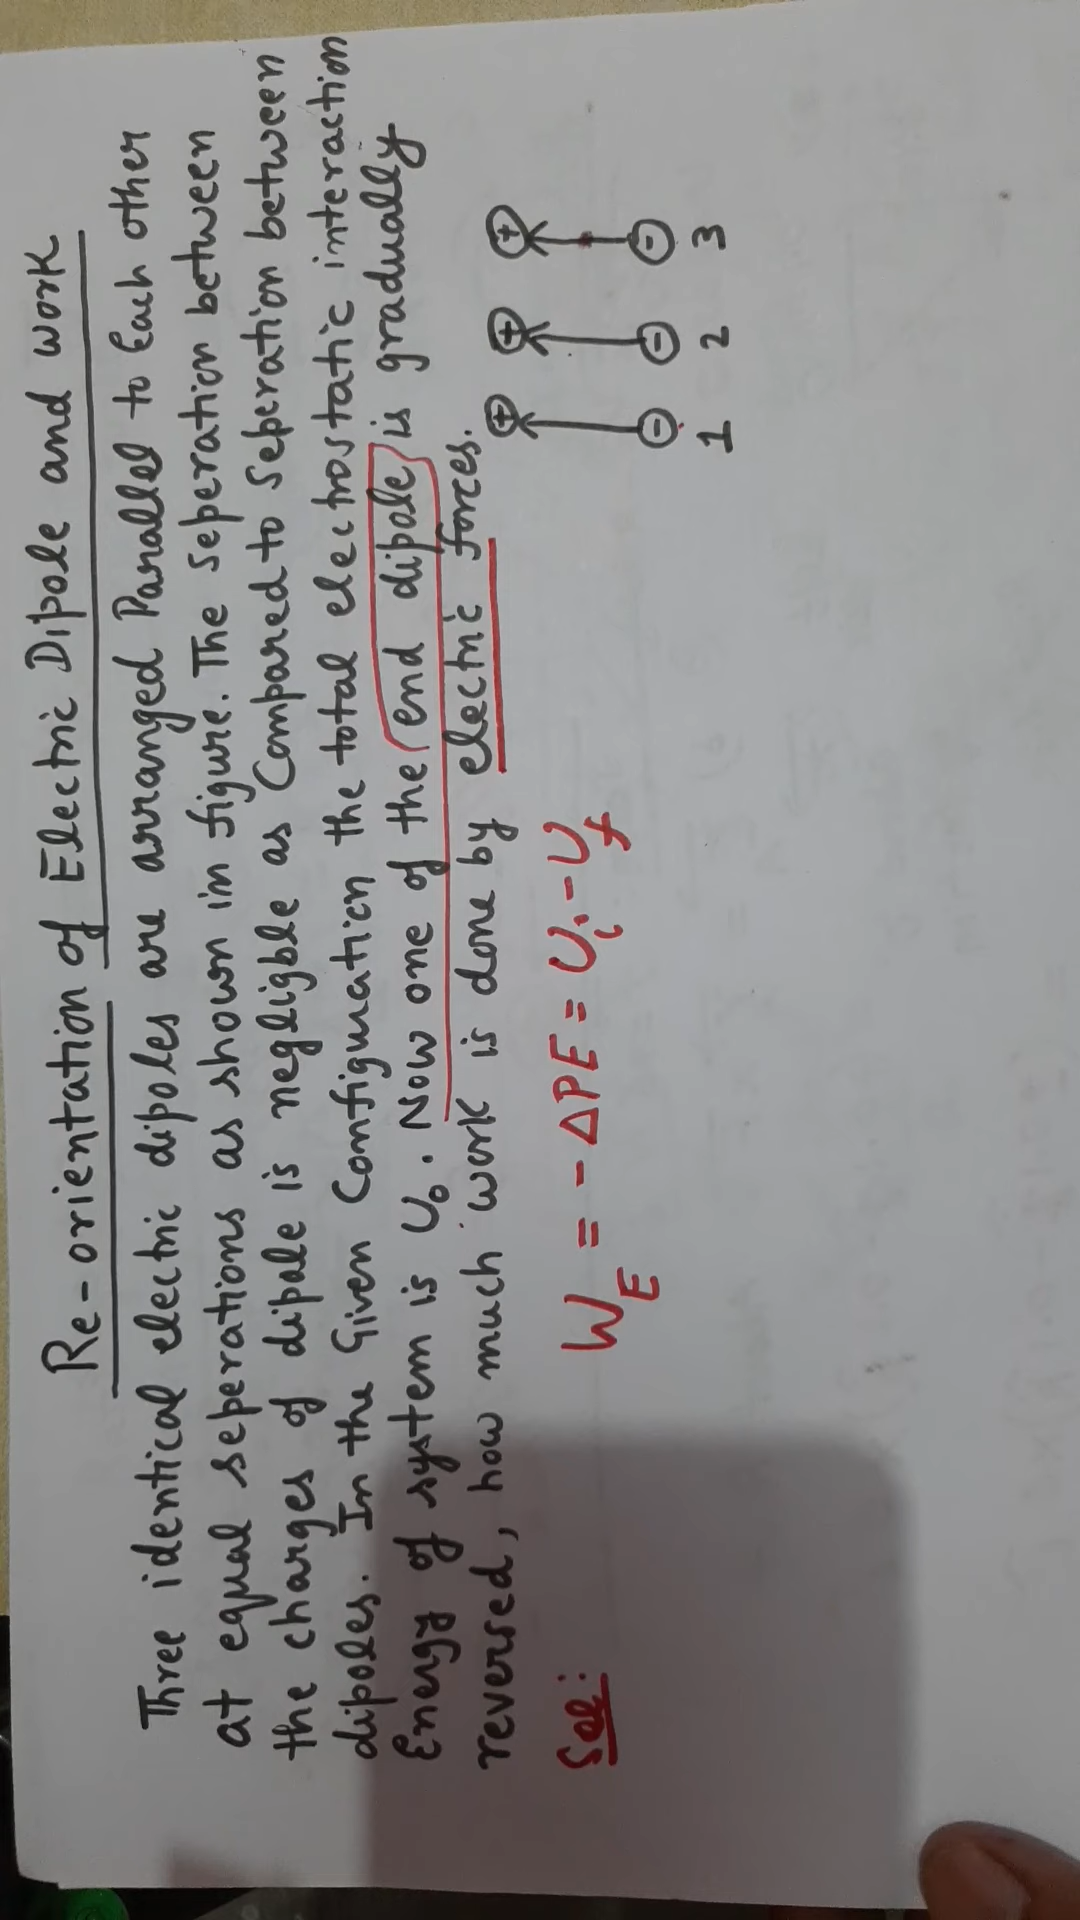 Re-orientation of Electric Dipole and work
Three identical electric dipoles are arranged Parallel to Each other
at equal seperations as shown in figure. The seperation between
the charges of dipale is negligble as Compared to seperation between
dipoles. In the Given Configuration the total electrostatic interaction
Energy of system is U₀. Now one of the end dipole is gradually
reversed, how much work is done by electric forces.
+ + +
- - -
1 2 3
Sol: W_E = - ΔPE = U_i - U_f